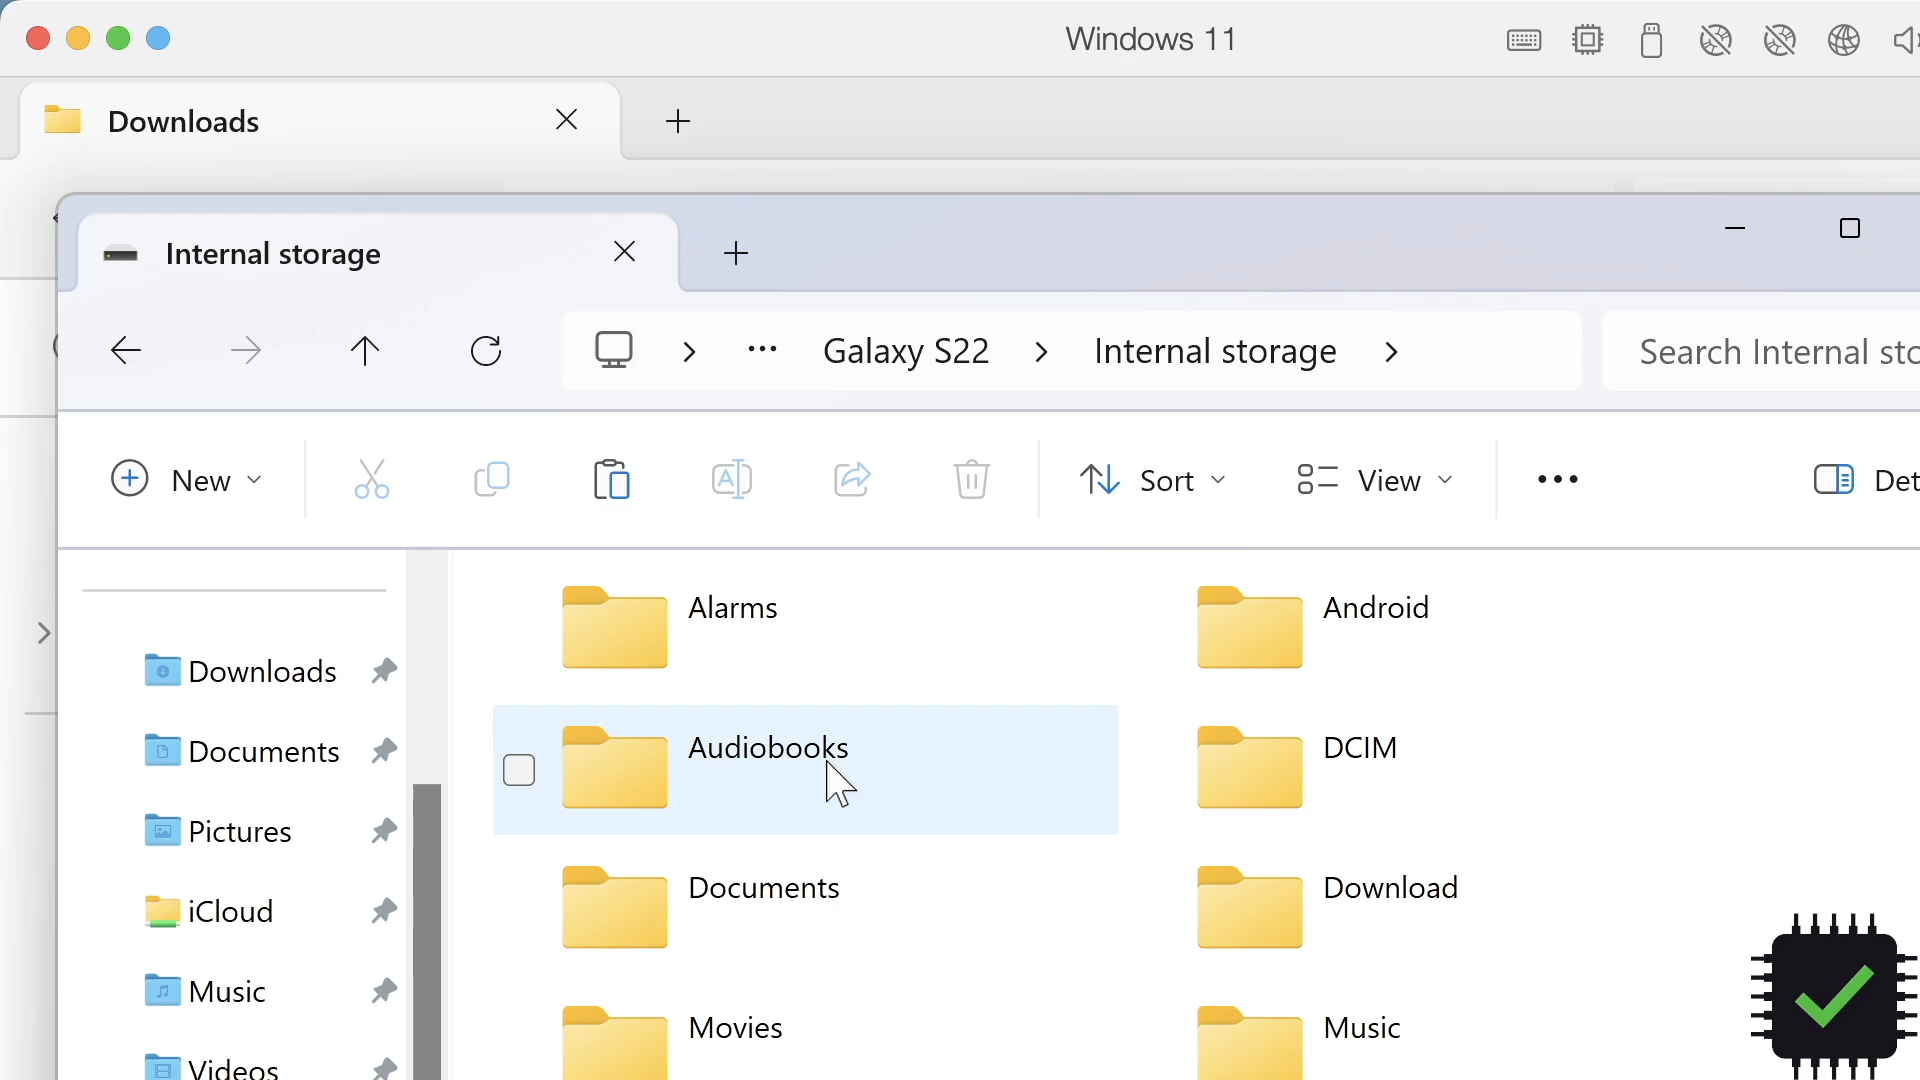 Windows 11
Downloads
Internal storage
Galaxy S22 Internal storage
Search Internal sto
New
Sort
View
Det
Alarms
Android
Downloads
Audiobooks
DCIM
Documents
Pictures
Documents
Download
iCloud
Music
Movies
Music
Videos